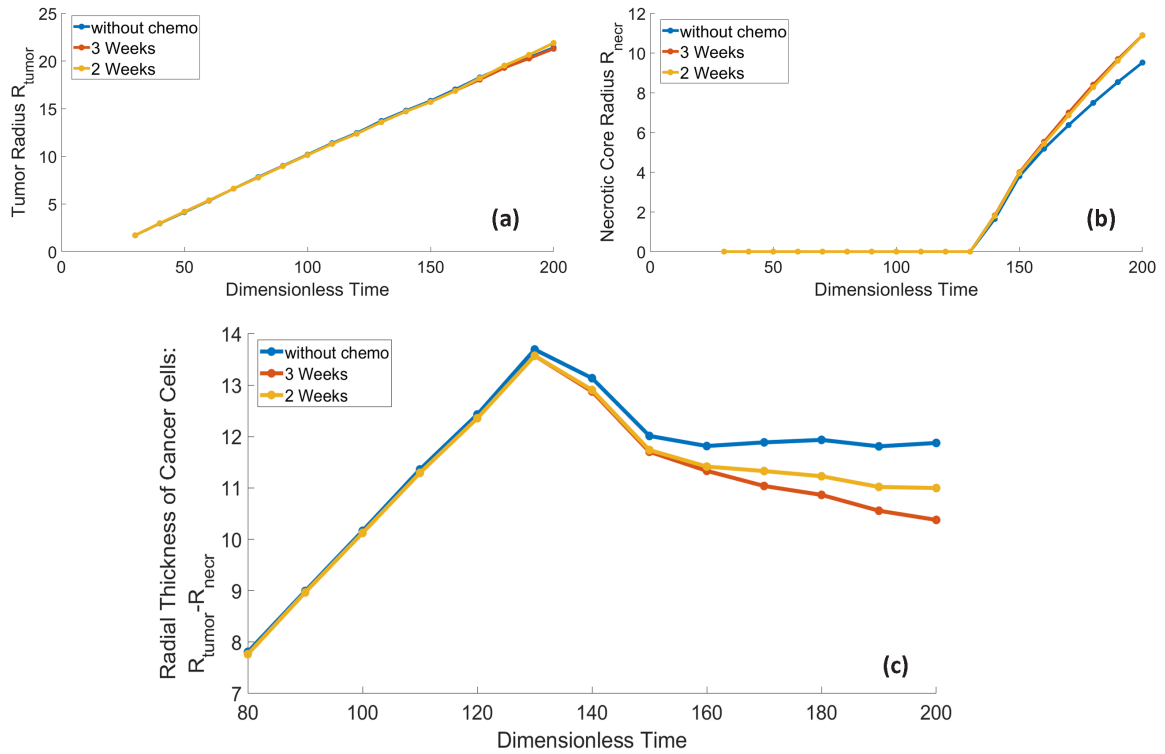 without chemo
3 Weeks
2 Weeks
Tumor Radius R_tumor
25
20
15
10
5
0
0
50
100
150
200
Dimensionless Time
(a)
without chemo
3 Weeks
2 Weeks
Necrotic Core Radius R_necr
12
10
8
6
4
2
0
0
50
100
150
200
Dimensionless Time
(b)
without chemo
3 Weeks
2 Weeks
Radial Thickness of Cancer Cells:
R_tumor-R_necr
14
13
12
11
10
9
8
7
80
100
120
140
160
180
200
Dimensionless Time
(c)